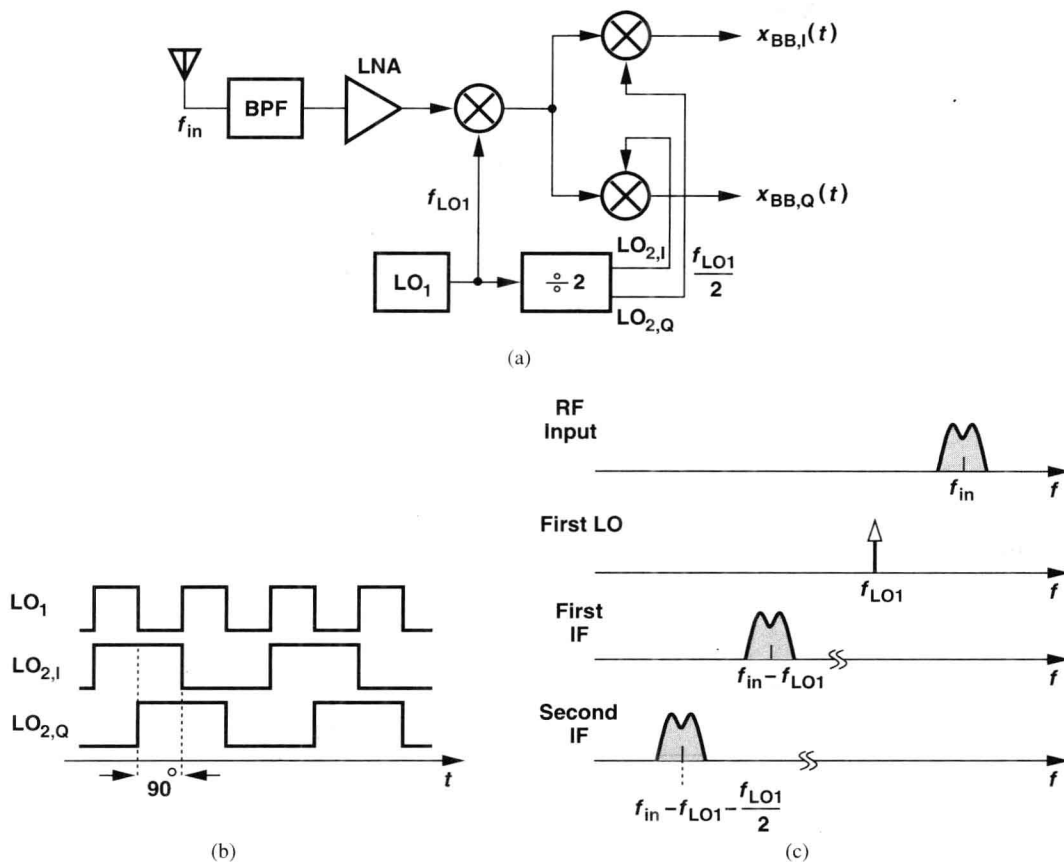 LNA
BPF
f_in
f_LO1
x_BB,I(t)
x_BB,Q(t)
LO_1
÷ 2
LO_2,I
LO_2,Q
f_LO1
2
(a)
LO_1
LO_2,I
LO_2,Q
90°
t
(b)
RF
Input
f_in
f
First LO
f_LO1
f
First
IF
f_in − f_LO1
f
Second
IF
f_in − f_LO1 − f_LO1
2
f
(c)